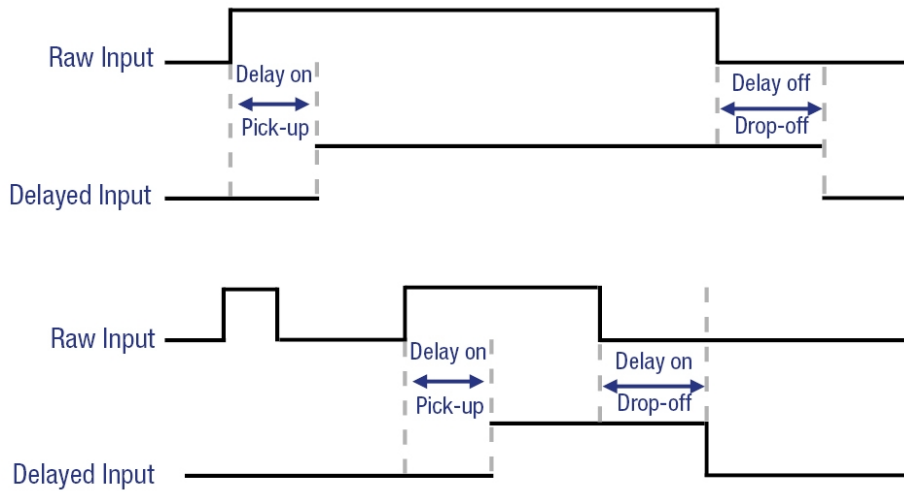 Raw Input
Delay on
Pick-up
Delay off
Drop-off
Delayed Input
Raw Input
Delay on
Pick-up
Delay on
Drop-off
Delayed Input